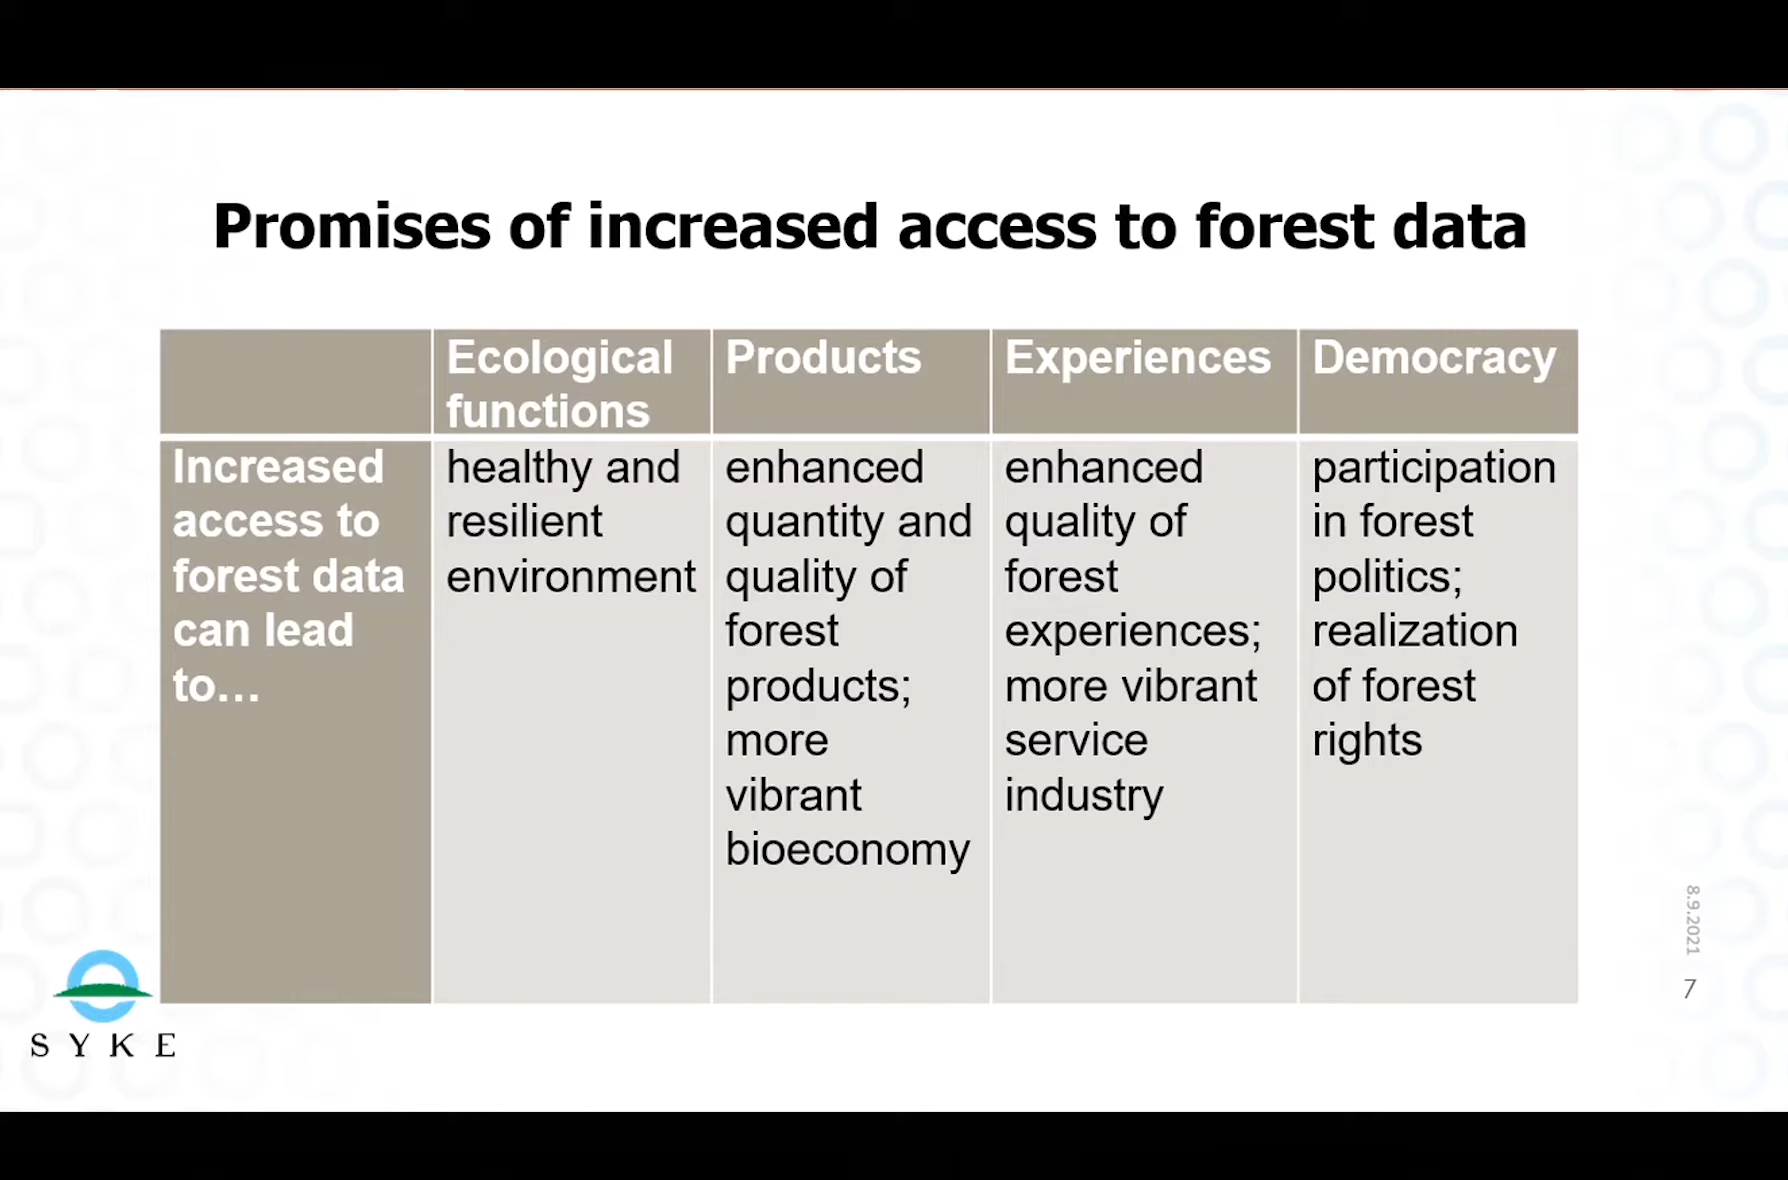 Promises of increased access to forest data
Ecological
functions
Products
Experiences
Democracy
Increased
access to
forest data
can lead
to…
healthy and
resilient
environment
enhanced
quantity and
quality of
forest
products;
more
vibrant
bioeconomy
enhanced
quality of
forest
experiences;
more vibrant
service
industry
participation
in forest
politics;
realization
of forest
rights
8.9.2021
7
SYKE